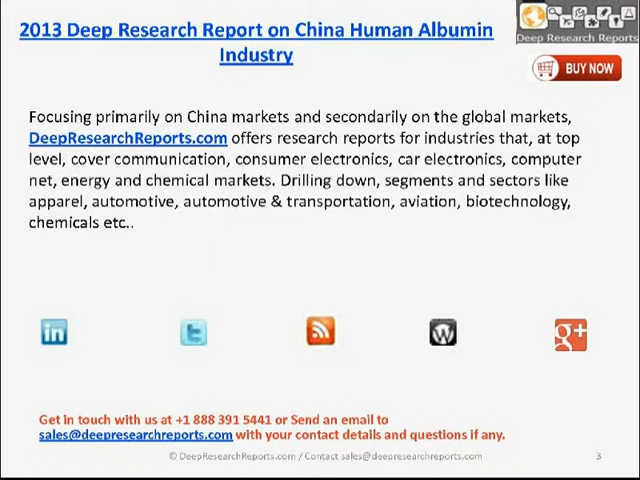 2013 Deep Research Report on China Human Albumin
Industry
Deep Research Reports
BUY NOW
Focusing primarily on China markets and secondarily on the global markets,
DeepResearchReports.com offers research reports for industries that, at top
level, cover communication, consumer electronics, car electronics, computer
net, energy and chemical markets. Drilling down, segments and sectors like
apparel, automotive, automotive & transportation, aviation, biotechnology,
chemicals etc..
in
t
W
g+
Get in touch with us at +1 888 391 5441 or Send an email to
sales@deepresearchreports.com with your contact details and questions if any.
© DeepResearchReports.com / Contact sales@deepresearchreports.com
3